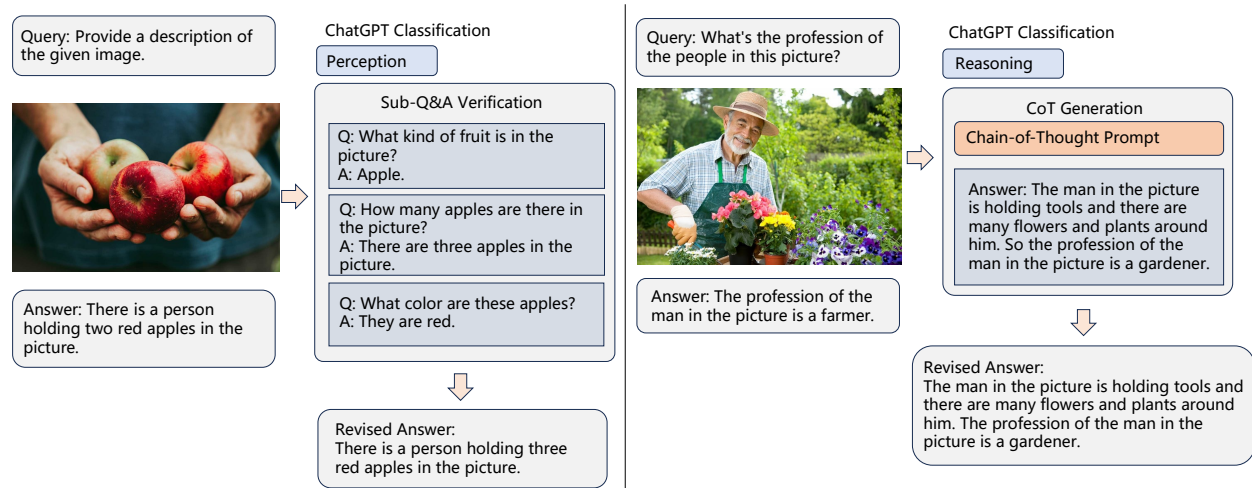 Query: Provide a description of
the given image.
Answer: There is a person
holding two red apples in the
picture.
ChatGPT Classification
Perception
Sub-Q&A Verification
Q: What kind of fruit is in the
picture?
A: Apple.
Q: How many apples are there in
the picture?
A: There are three apples in the
picture.
Q: What color are these apples?
A: They are red.
Revised Answer:
There is a person holding three
red apples in the picture.
Query: What's the profession of
the people in this picture?
Answer: The profession of the
man in the picture is a farmer.
ChatGPT Classification
Reasoning
CoT Generation
Chain-of-Thought Prompt
Answer: The man in the picture
is holding tools and there are
many flowers and plants around
him. So the profession of the
man in the picture is a gardener.
Revised Answer:
The man in the picture is holding tools and
there are many flowers and plants around
him. The profession of the man in the
picture is a gardener.